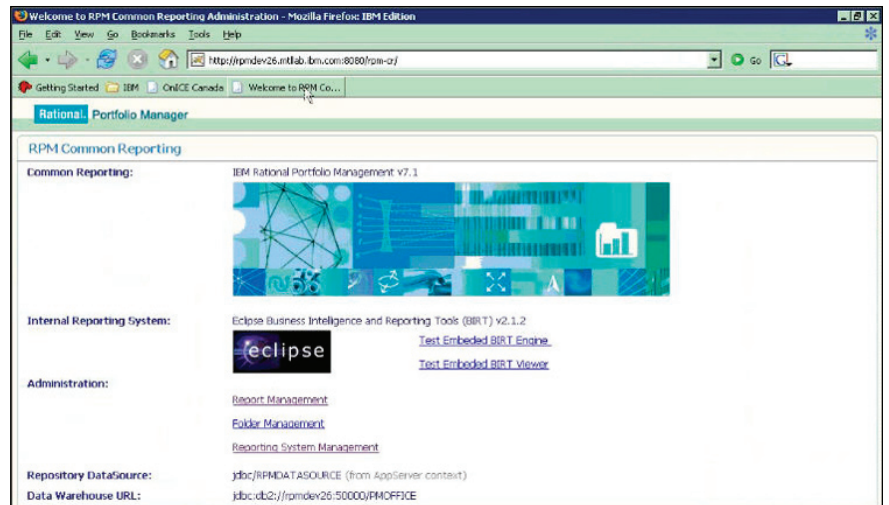 Welcome to RPM Common Reporting Administration - Mozilla Firefox: IBM Edition
File Edit View Go Bookmarks Tools Help
http://rpmdev26.mtlab.ibm.com:8080/rpm-cr/ Go
Getting Started IBM OnICE Canada Welcome to RPM Co...
Rational. Portfolio Manager
RPM Common Reporting
Common Reporting: IBM Rational Portfolio Management v7.1
Internal Reporting System: Eclipse Business Intelligence and Reporting Tools (BIRT) v2.1.2
eclipse Test Embeded BIRT Engine
Test Embeded BIRT Viewer
Administration:
Report Management
Folder Management
Reporting System Management
Repository DataSource: jdbc/RPMDATASOURCE (from AppServer context)
Data Warehouse URL: jdbc:db2://rpmdev26:50000/PMOFFICE